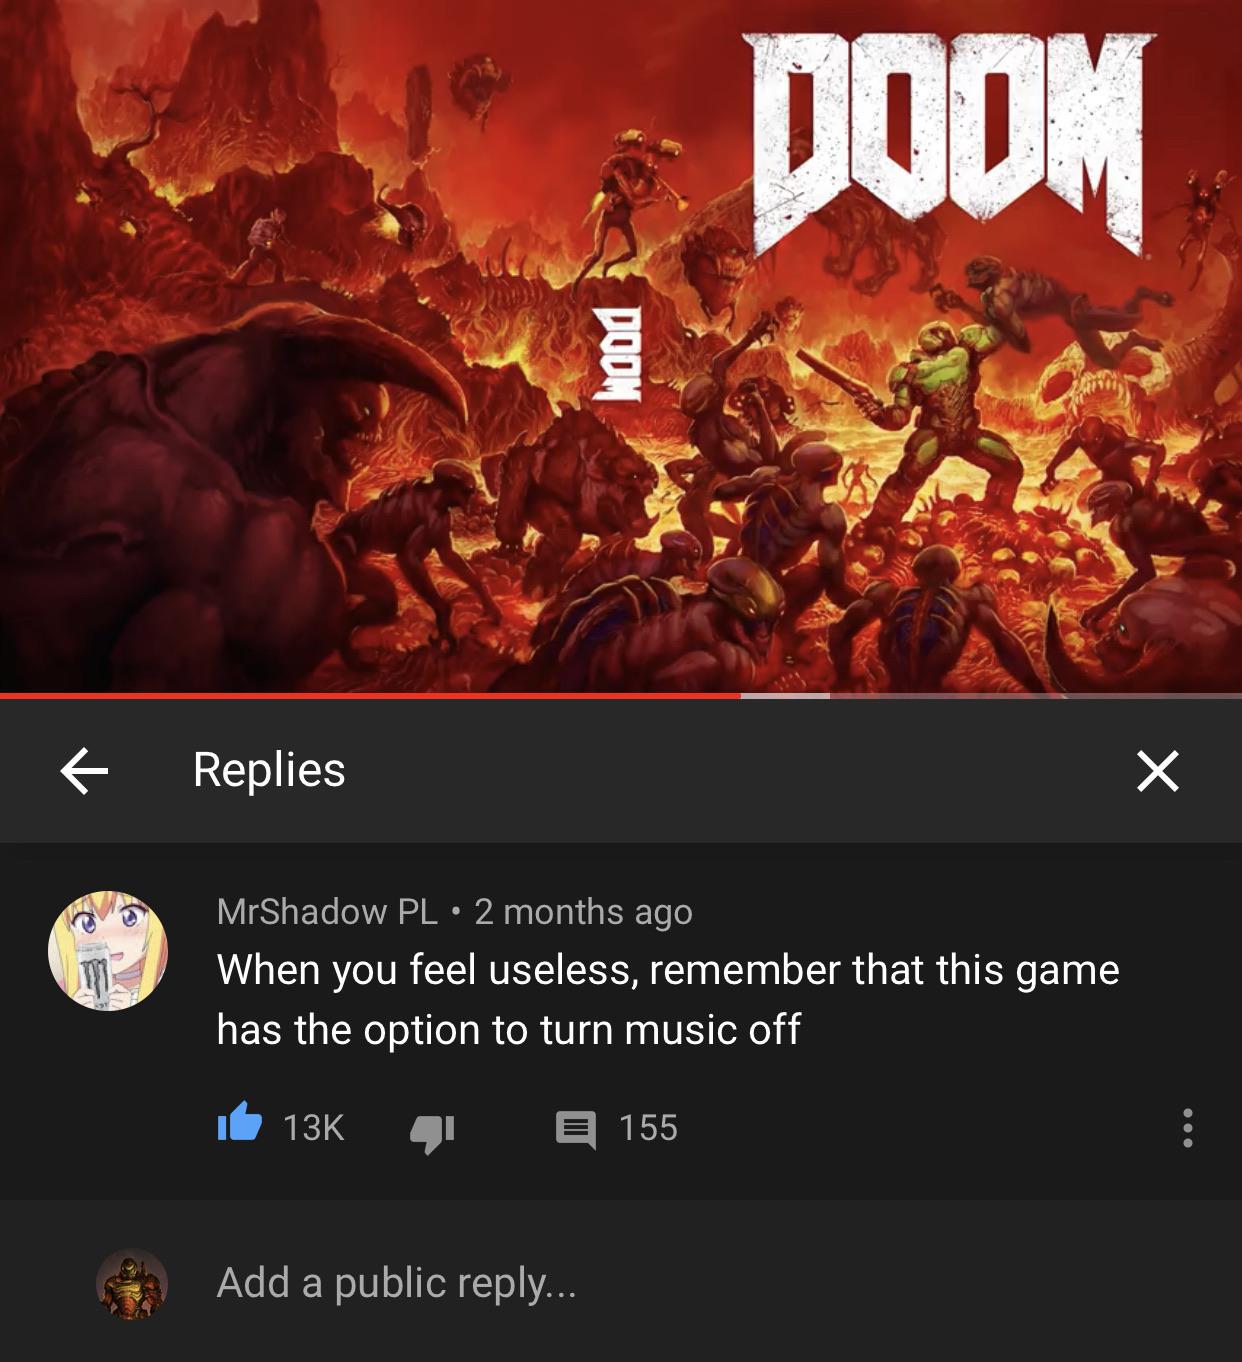 DOOM
DOOM
Replies
MrShadow PL • 2 months ago
When you feel useless, remember that this game
has the option to turn music off
13K
155
Add a public reply...